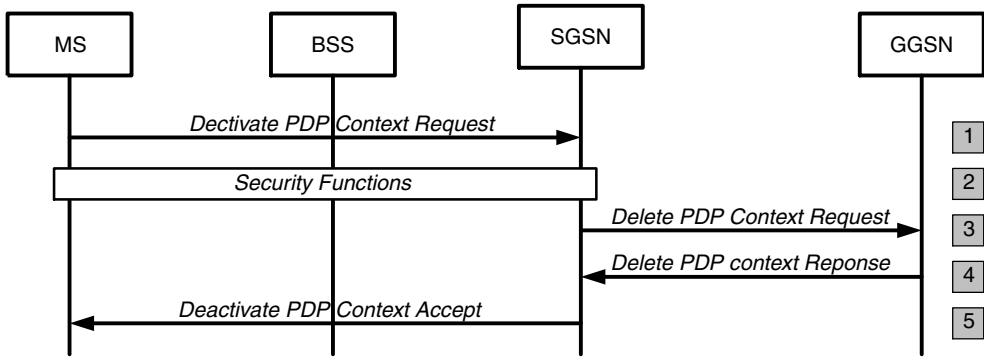 MS
BSS
SGSN
GGSN
Dectivate PDP Context Request
1
Security Functions
2
Delete PDP Context Request
3
Delete PDP context Reponse
4
Deactivate PDP Context Accept
5